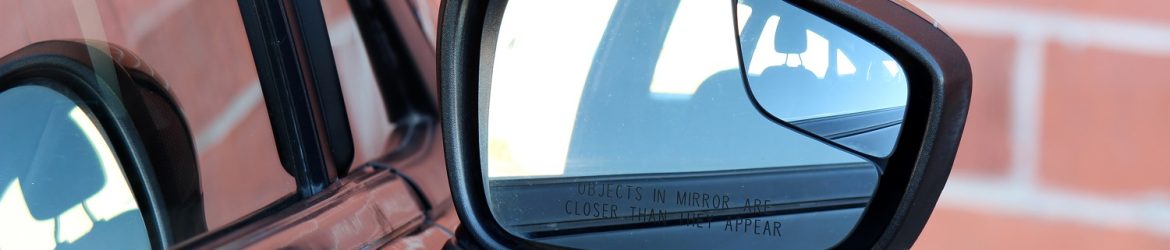 OBJECTS IN MIRROR ARE
CLOSER THAN THEY APPEAR